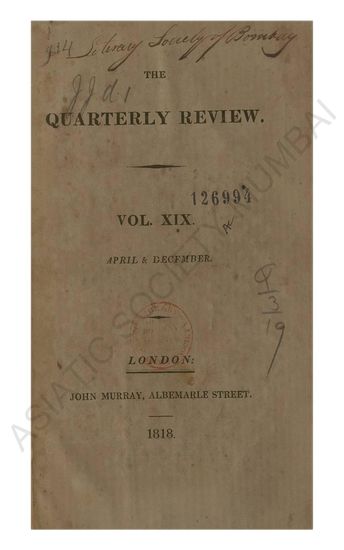 Literary Society of Bombay
THE
QUARTERLY REVIEW.
126994
VOL. XIX.
APRIL & DECEMBER.
LONDON:
JOHN MURRAY, ALBEMARLE STREET.
1818.
ASIATIC SOCIETY MUMBAI